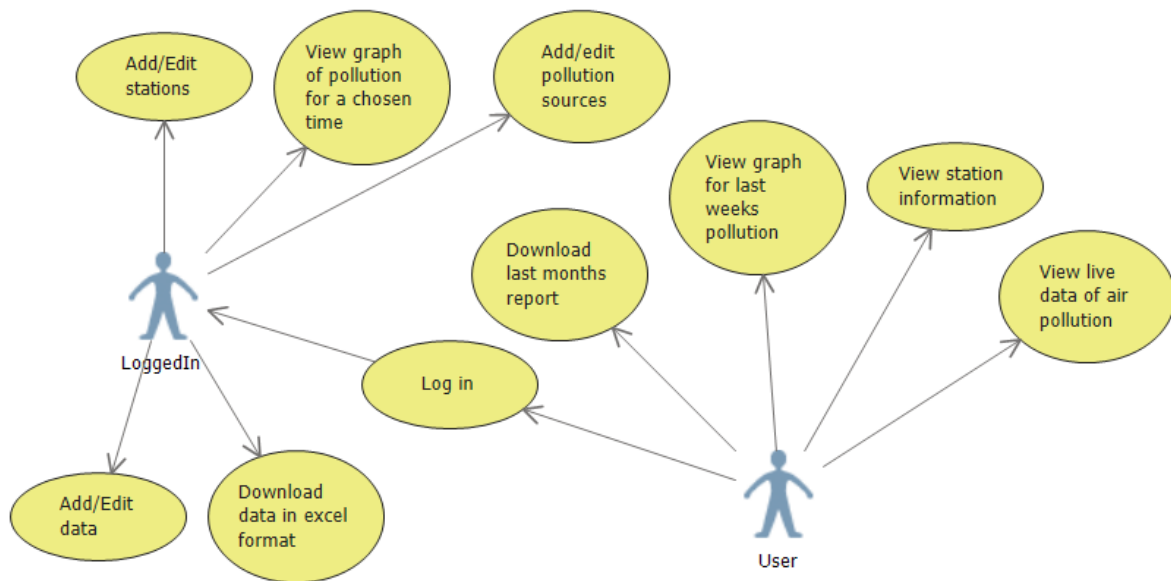 Add/Edit
stations
View graph
of pollution
for a chosen
time
Add/edit
pollution
sources
View graph
for last
weeks
pollution
View station
information
Download
last months
report
View live
data of air
pollution
LoggedIn
Log in
Add/Edit
data
Download
data in excel
format
User